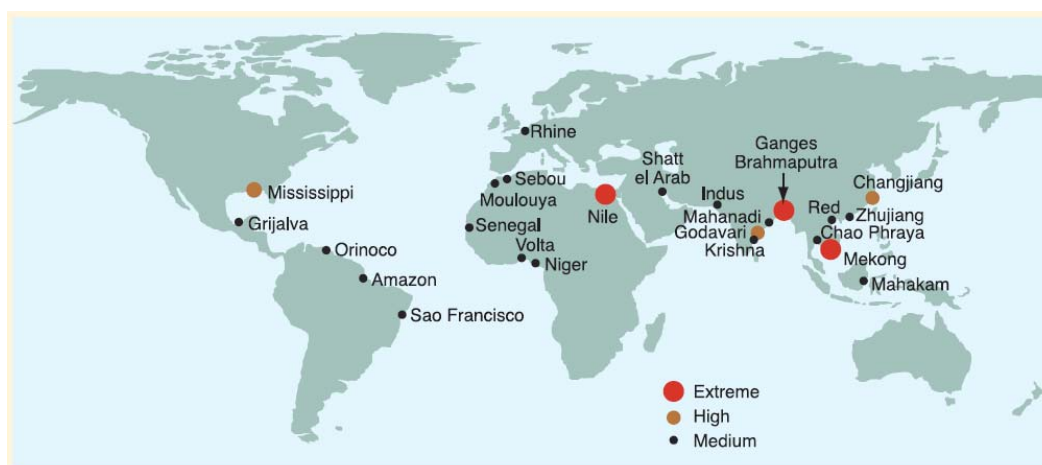 Rhine
Ganges
Brahmaputra
Shatt
el Arab
Changjiang
Sebou
Moulouya
Indus
Mississippi
Nile
Mahanadi
Red
Zhujiang
Grijalva
Senegal
Godavari
Chao Phraya
Krishna
Volta
Orinoco
Niger
Mekong
Amazon
Mahakam
Sao Francisco
Extreme
High
Medium